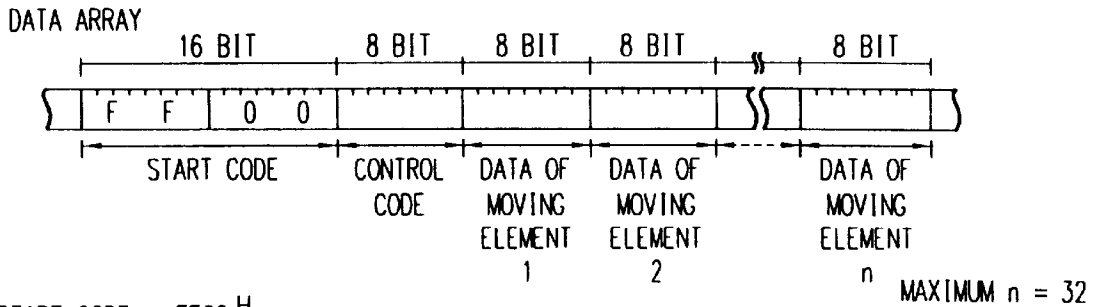 DATA ARRAY
16 BIT 8 BIT 8 BIT 8 BIT 8 BIT
F F 0 0
START CODE CONTROL CODE DATA OF MOVING ELEMENT 1 DATA OF MOVING ELEMENT 2 DATA OF MOVING ELEMENT n
MAXIMUM n = 32